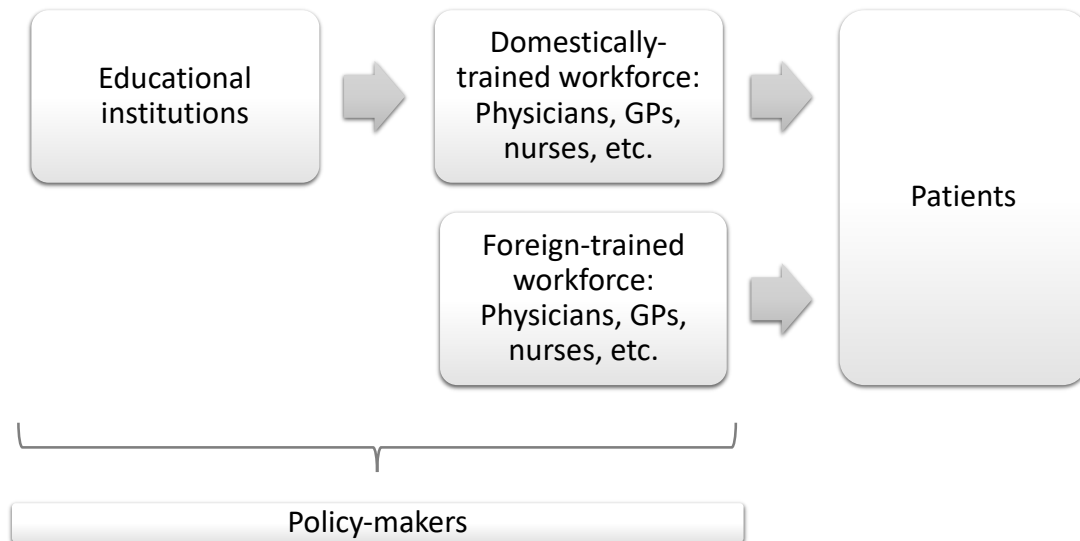 Educational
institutions
Domestically-
trained workforce:
Physicians, GPs,
nurses, etc.
Foreign-trained
workforce:
Physicians, GPs,
nurses, etc.
Patients
Policy-makers